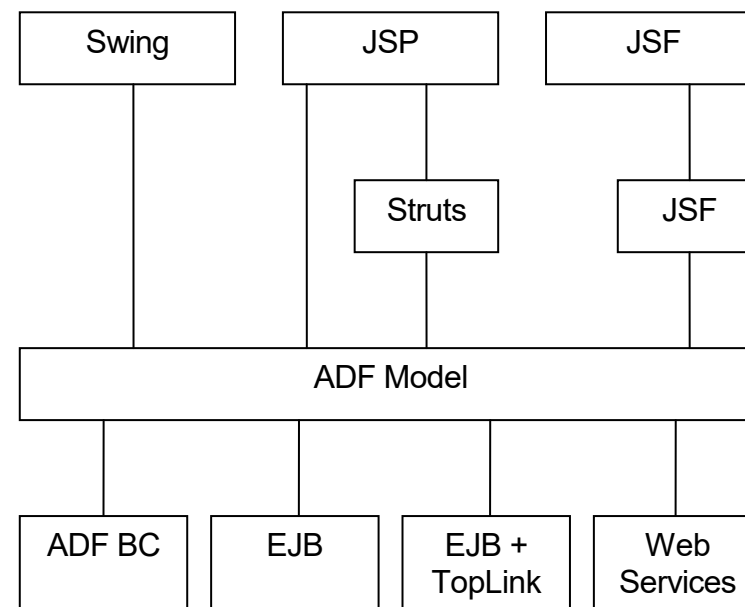 Swing
JSP
JSF
Struts
JSF
ADF Model
ADF BC
EJB
EJB +
TopLink
Web
Services